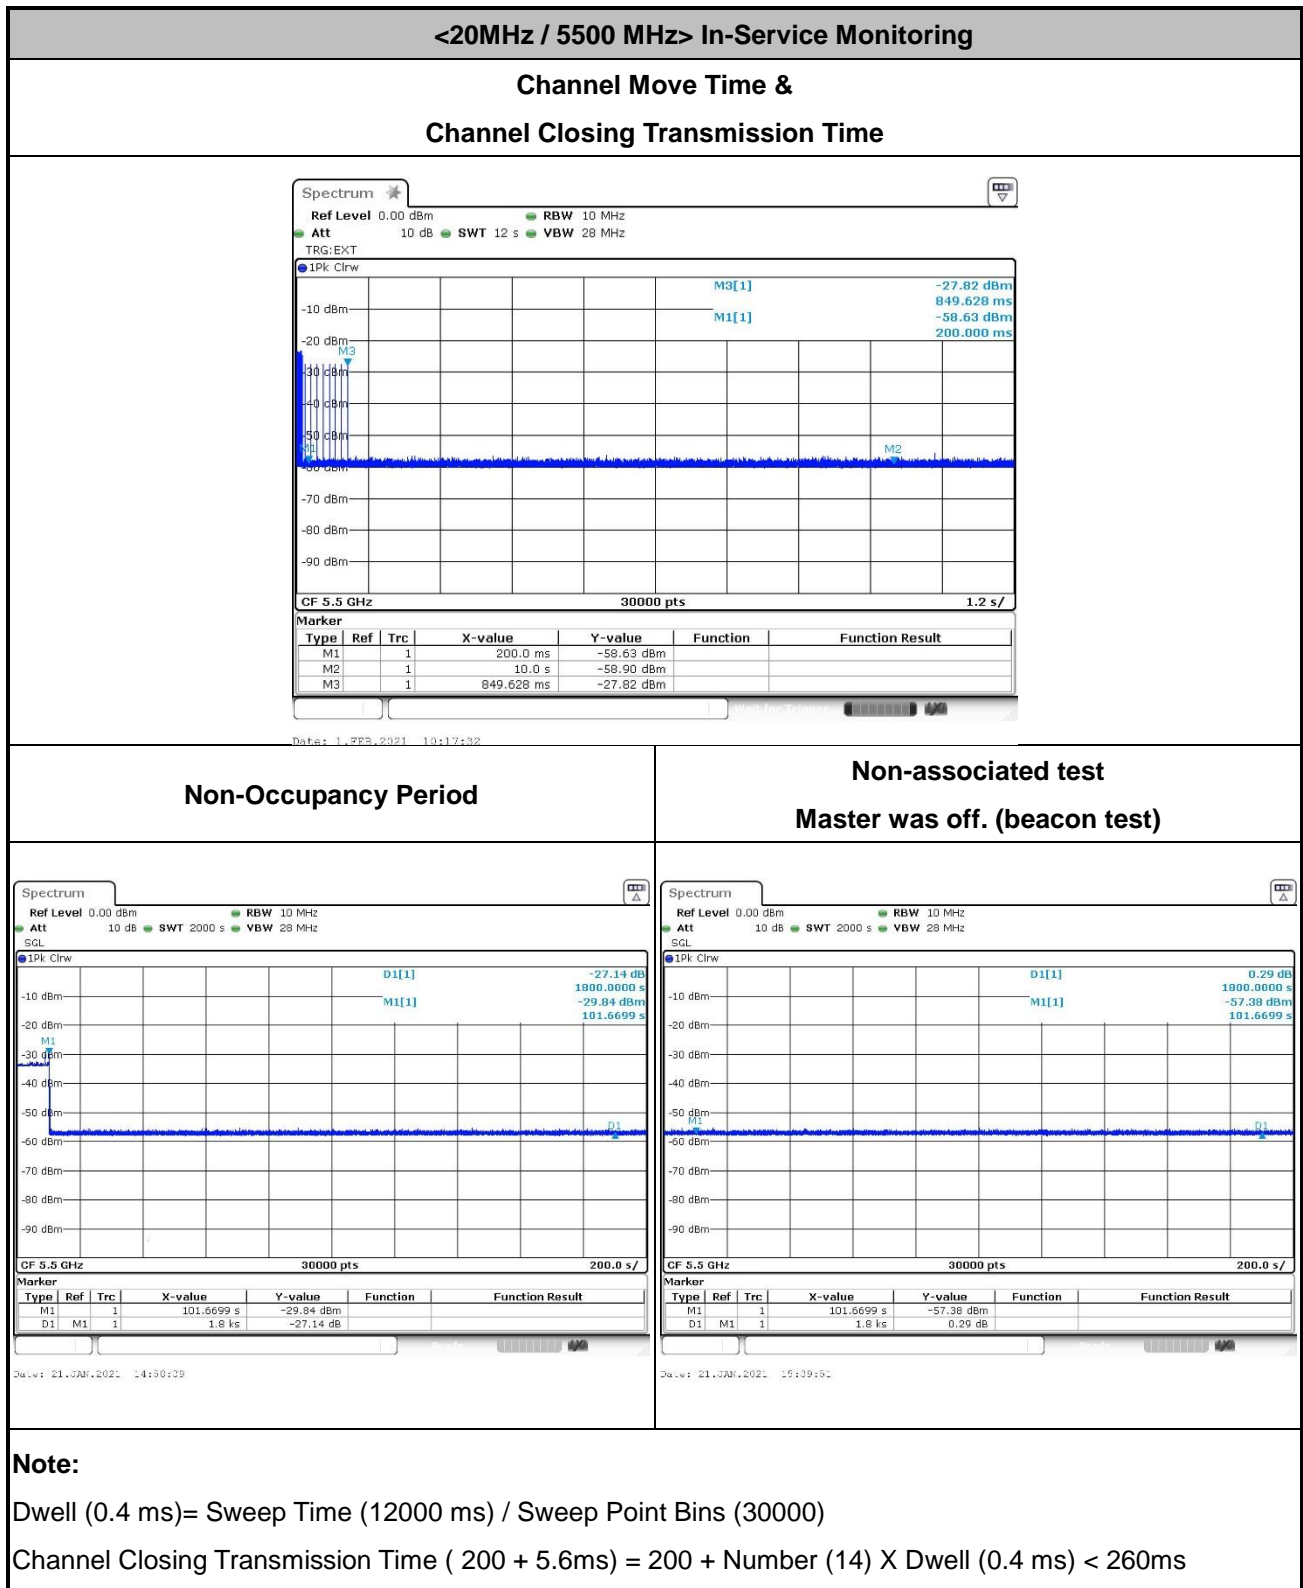 <20MHz / 5500 MHz> In-Service Monitoring
Channel Move Time &
Channel Closing Transmission Time
Spectrum
Ref Level 0.00 dBm RBW 10 MHz
Att 10 dB SWT 12 s VBW 28 MHz
TRG:EXT
1Pk Clrw
M3[1] -27.82 dBm
849.628 ms
-10 dBm
M1[1] -58.63 dBm
200.000 ms
-20 dBm
M3
-30 dBm
-40 dBm
-50 dBm
M1 M2
-60 dBm
-70 dBm
-80 dBm
-90 dBm
CF 5.5 GHz 30000 pts 1.2 s/
Marker
Type Ref Trc X-value Y-value Function Function Result
M1 1 200.0 ms -58.63 dBm
M2 1 10.0 s -58.90 dBm
M3 1 849.628 ms -27.82 dBm
Wait for Trigger
Date: 1.FEB.2021 10:17:32
Non-Occupancy Period
Non-associated test
Master was off. (beacon test)
Spectrum
Ref Level 0.00 dBm RBW 10 MHz
Att 10 dB SWT 2000 s VBW 28 MHz
SGL
1Pk Clrw
D1[1] -27.14 dB
1800.0000 s
-10 dBm
M1[1] -29.84 dBm
101.6699 s
-20 dBm
M1
-30 dBm
-40 dBm
-50 dBm
D1
-60 dBm
-70 dBm
-80 dBm
-90 dBm
CF 5.5 GHz 30000 pts 200.0 s/
Marker
Type Ref Trc X-value Y-value Function Function Result
M1 1 101.6699 s -29.84 dBm
D1 M1 1 1.8 ks -27.14 dB
Date: 21.JAN.2021
Spectrum
Ref Level 0.00 dBm RBW 10 MHz
Att 10 dB SWT 2000 s VBW 28 MHz
SGL
1Pk Clrw
D1[1] 0.29 dB
1800.0000 s
-10 dBm
M1[1] -57.38 dBm
101.6699 s
-20 dBm
-30 dBm
-40 dBm
-50 dBm
M1 D1
-60 dBm
-70 dBm
-80 dBm
-90 dBm
CF 5.5 GHz 30000 pts 200.0 s/
Marker
Type Ref Trc X-value Y-value Function Function Result
M1 1 101.6699 s -57.38 dBm
D1 M1 1 1.8 ks 0.29 dB
Date: 21.JAN.2021
Note:
Dwell (0.4 ms)= Sweep Time (12000 ms) / Sweep Point Bins (30000)
Channel Closing Transmission Time ( 200 + 5.6ms) = 200 + Number (14) X Dwell (0.4 ms) < 260ms